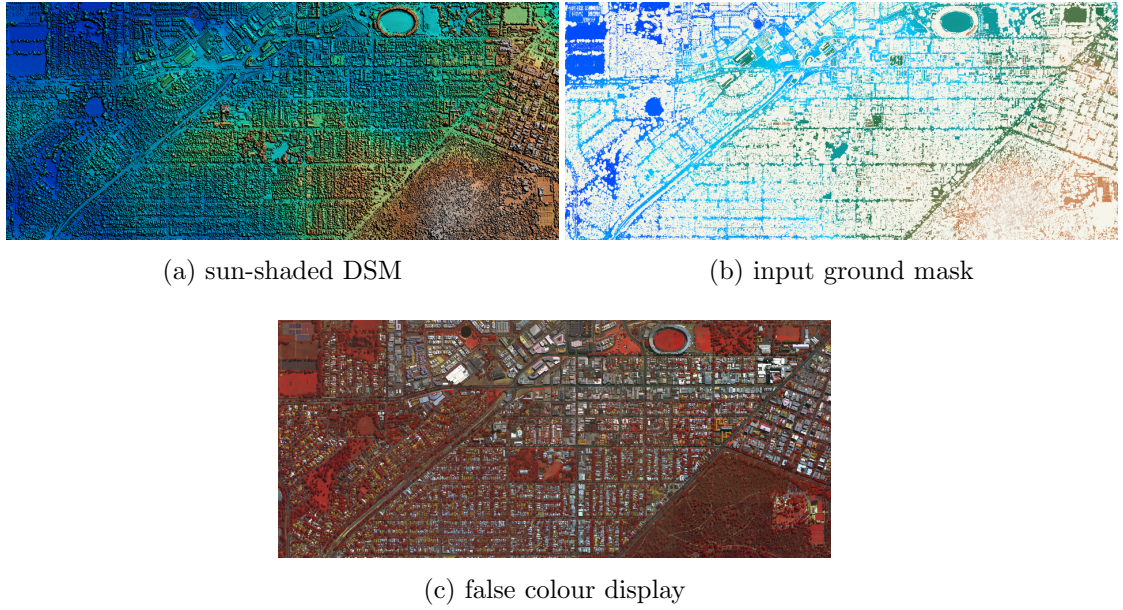 (a) sun-shaded DSM
(b) input ground mask
(c) false colour display